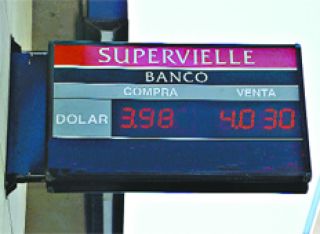 SUPERVIELLE
BANCO
COMPRA VENTA
DOLAR 3.98 4.030